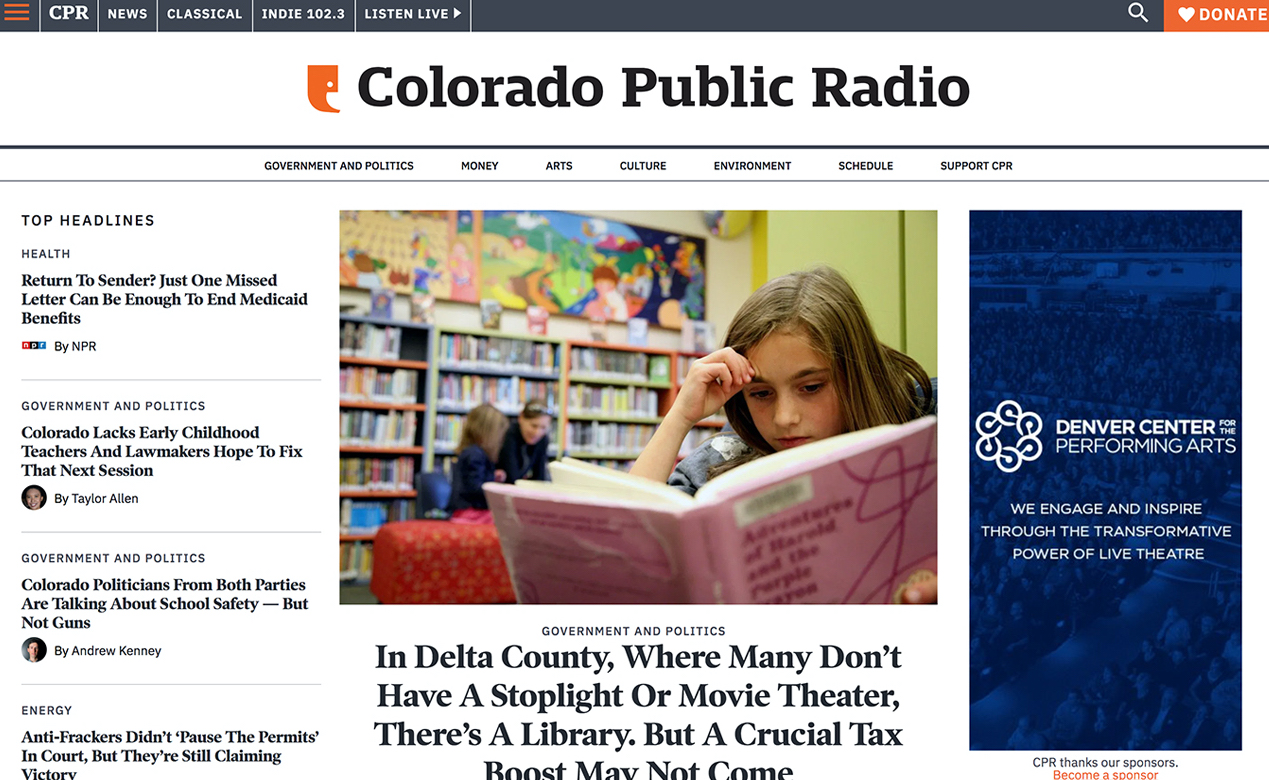 CPR
NEWS
CLASSICAL
INDIE 102.3
LISTEN LIVE
DONATE
Colorado Public Radio
GOVERNMENT AND POLITICS
MONEY
ARTS
CULTURE
ENVIRONMENT
SCHEDULE
SUPPORT CPR
TOP HEADLINES
HEALTH
Return To Sender? Just One Missed
Letter Can Be Enough To End Medicaid
Benefits
npr By NPR
GOVERNMENT AND POLITICS
Colorado Lacks Early Childhood
Teachers And Lawmakers Hope To Fix
That Next Session
By Taylor Allen
GOVERNMENT AND POLITICS
Colorado Politicians From Both Parties
Are Talking About School Safety — But
Not Guns
By Andrew Kenney
ENERGY
Anti-Frackers Didn't ‘Pause The Permits’
In Court, But They’re Still Claiming
Victory
Adventures
of Harold
and the
Purple
GOVERNMENT AND POLITICS
In Delta County, Where Many Don’t
Have A Stoplight Or Movie Theater,
There’s A Library. But A Crucial Tax
Boost May Not Come
DENVER CENTER FOR THE
PERFORMING ARTS
WE ENGAGE AND INSPIRE
THROUGH THE TRANSFORMATIVE
POWER OF LIVE THEATRE
CPR thanks our sponsors.
Become a sponsor